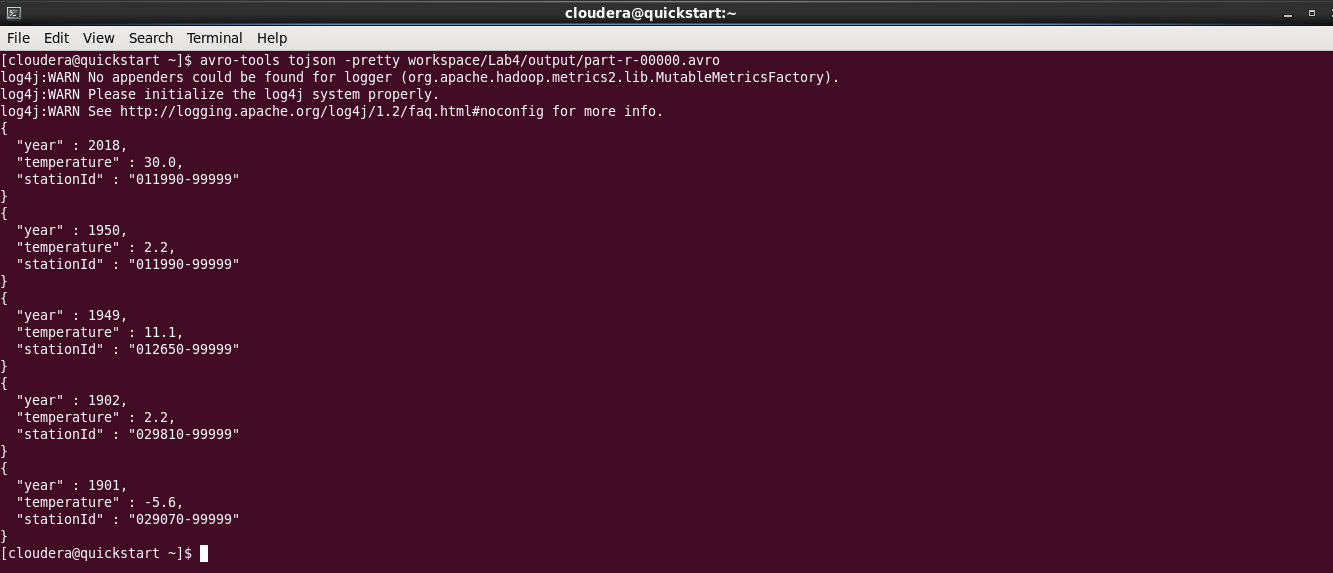 cloudera@quickstart:~
File Edit View Search Terminal Help
[cloudera@quickstart ~]$ avro-tools tojson -pretty workspace/Lab4/output/part-r-00000.avro
log4j:WARN No appenders could be found for logger (org.apache.hadoop.metrics2.lib.MutableMetricsFactory).
log4j:WARN Please initialize the log4j system properly.
log4j:WARN See http://logging.apache.org/log4j/1.2/faq.html#noconfig for more info.
{
  "year" : 2018,
  "temperature" : 30.0,
  "stationId" : "011990-99999"
}
{
  "year" : 1950,
  "temperature" : 2.2,
  "stationId" : "011990-99999"
}
{
  "year" : 1949,
  "temperature" : 11.1,
  "stationId" : "012650-99999"
}
{
  "year" : 1902,
  "temperature" : 2.2,
  "stationId" : "029810-99999"
}
{
  "year" : 1901,
  "temperature" : -5.6,
  "stationId" : "029070-99999"
}
[cloudera@quickstart ~]$